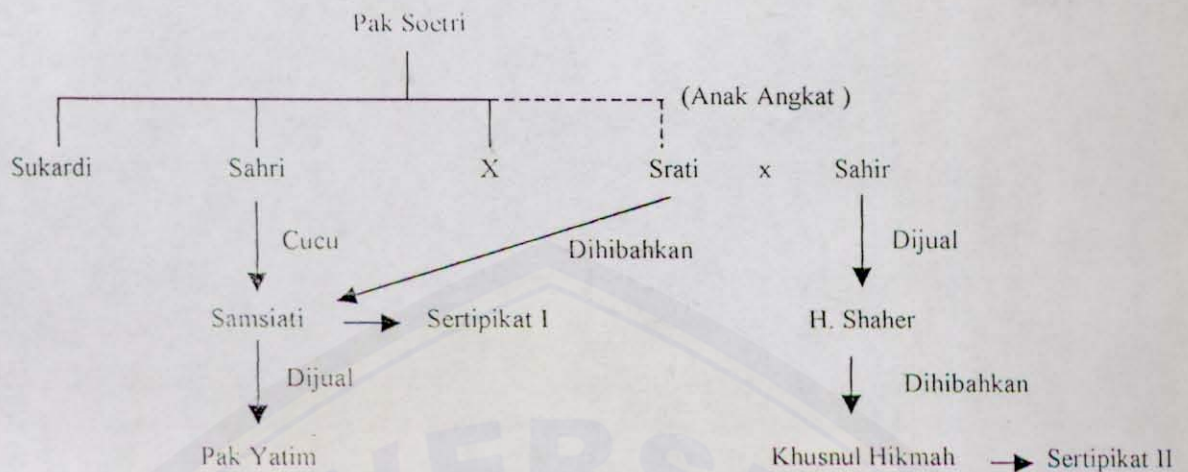 Pak Soetri
(Anak Angkat )
Sukardi Sahri X Srati x Sahir
Cucu Dihibahkan Dijual
Samsiati Sertipikat I H. Shaher
Dijual Dihibahkan
Pak Yatim Khusnul Hikmah Sertipikat II